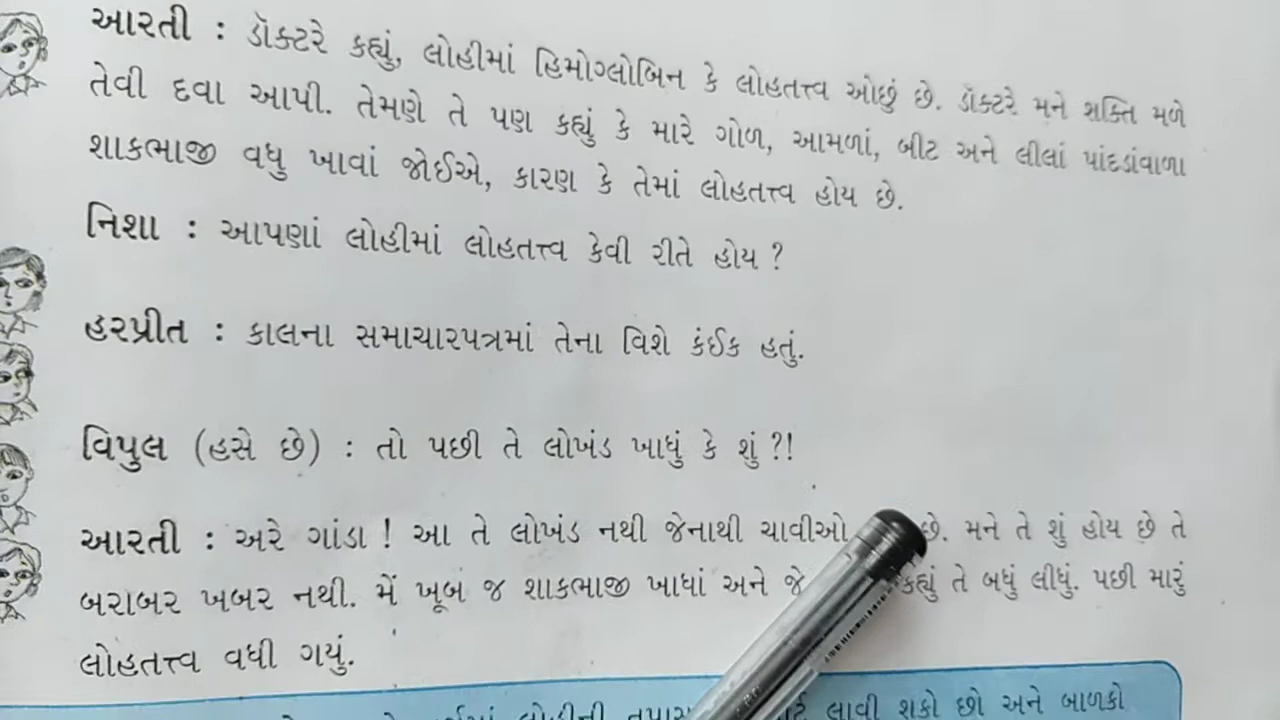 આરતી : ડૉક્ટરે કહ્યું, લોહીમાં હિમોગ્લોબિન કે લોહતત્ત્વ ઓછું છે. ડૉક્ટરે મને શક્તિ મળે
તેવી દવા આપી. તેમણે તે પણ કહ્યું કે મારે ગોળ, આમળાં, બીટ અને લીલાં પાંદડાંવાળા
શાકભાજી વધુ ખાવાં જોઈએ, કારણ કે તેમાં લોહતત્ત્વ હોય છે.
નિશા : આપણાં લોહીમાં લોહતત્ત્વ કેવી રીતે હોય ?
હરપ્રીત : કાલના સમાચારપત્રમાં તેના વિશે કંઈક હતું.
વિપુલ (હસે છે) : તો પછી તે લોખંડ ખાધું કે શું ?!
આરતી : અરે ગાંડા ! આ તે લોખંડ નથી જેનાથી ચાવીઓ છે. મને તે શું હોય છે તે
બરાબર ખબર નથી. મેં ખૂબ જ શાકભાજી ખાધાં અને જે કહ્યું તે બધું લીધું. પછી મારું
લોહતત્ત્વ વધી ગયું.
લોહીની લાવી શકો છો અને બાળકો